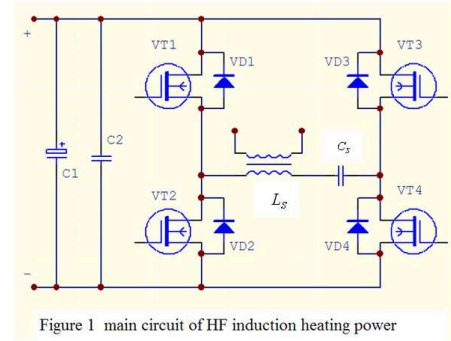 +
VT1
VD1
VD3
VT3
C2
+
C1
Cs
Ls
VT2
VD2
VD4
VT4
−
Figure 1 main circuit of HF induction heating power